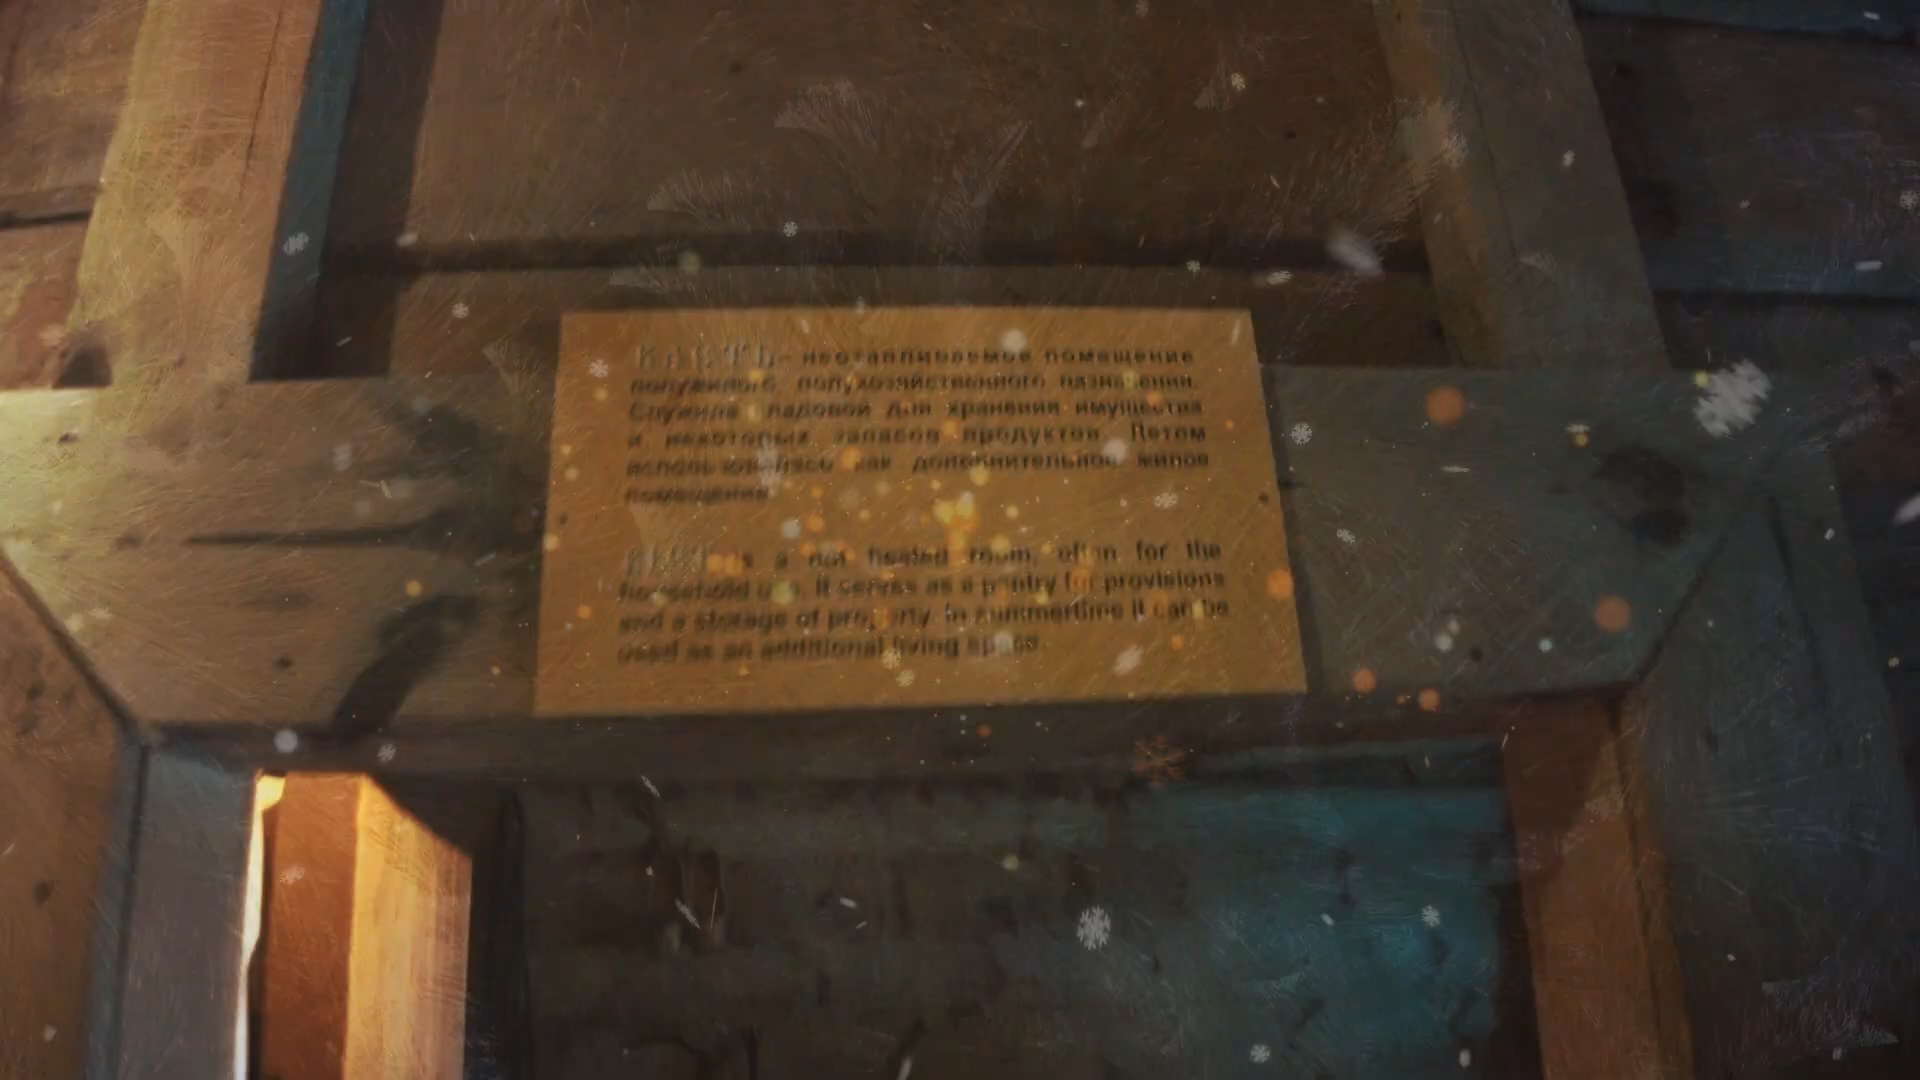 КЛЕТЬ - неотапливаемое помещение
полужилого, полухозяйственного назначения.
Служила кладовой для хранения имущества
и некоторых запасов продуктов. Летом
использовалась как дополнительное жилое
помещение.
is a not heated room, often for the
household use. It serves as a pantry for provisions
and a storage of property. In summertime it can be
used as an additional living space.